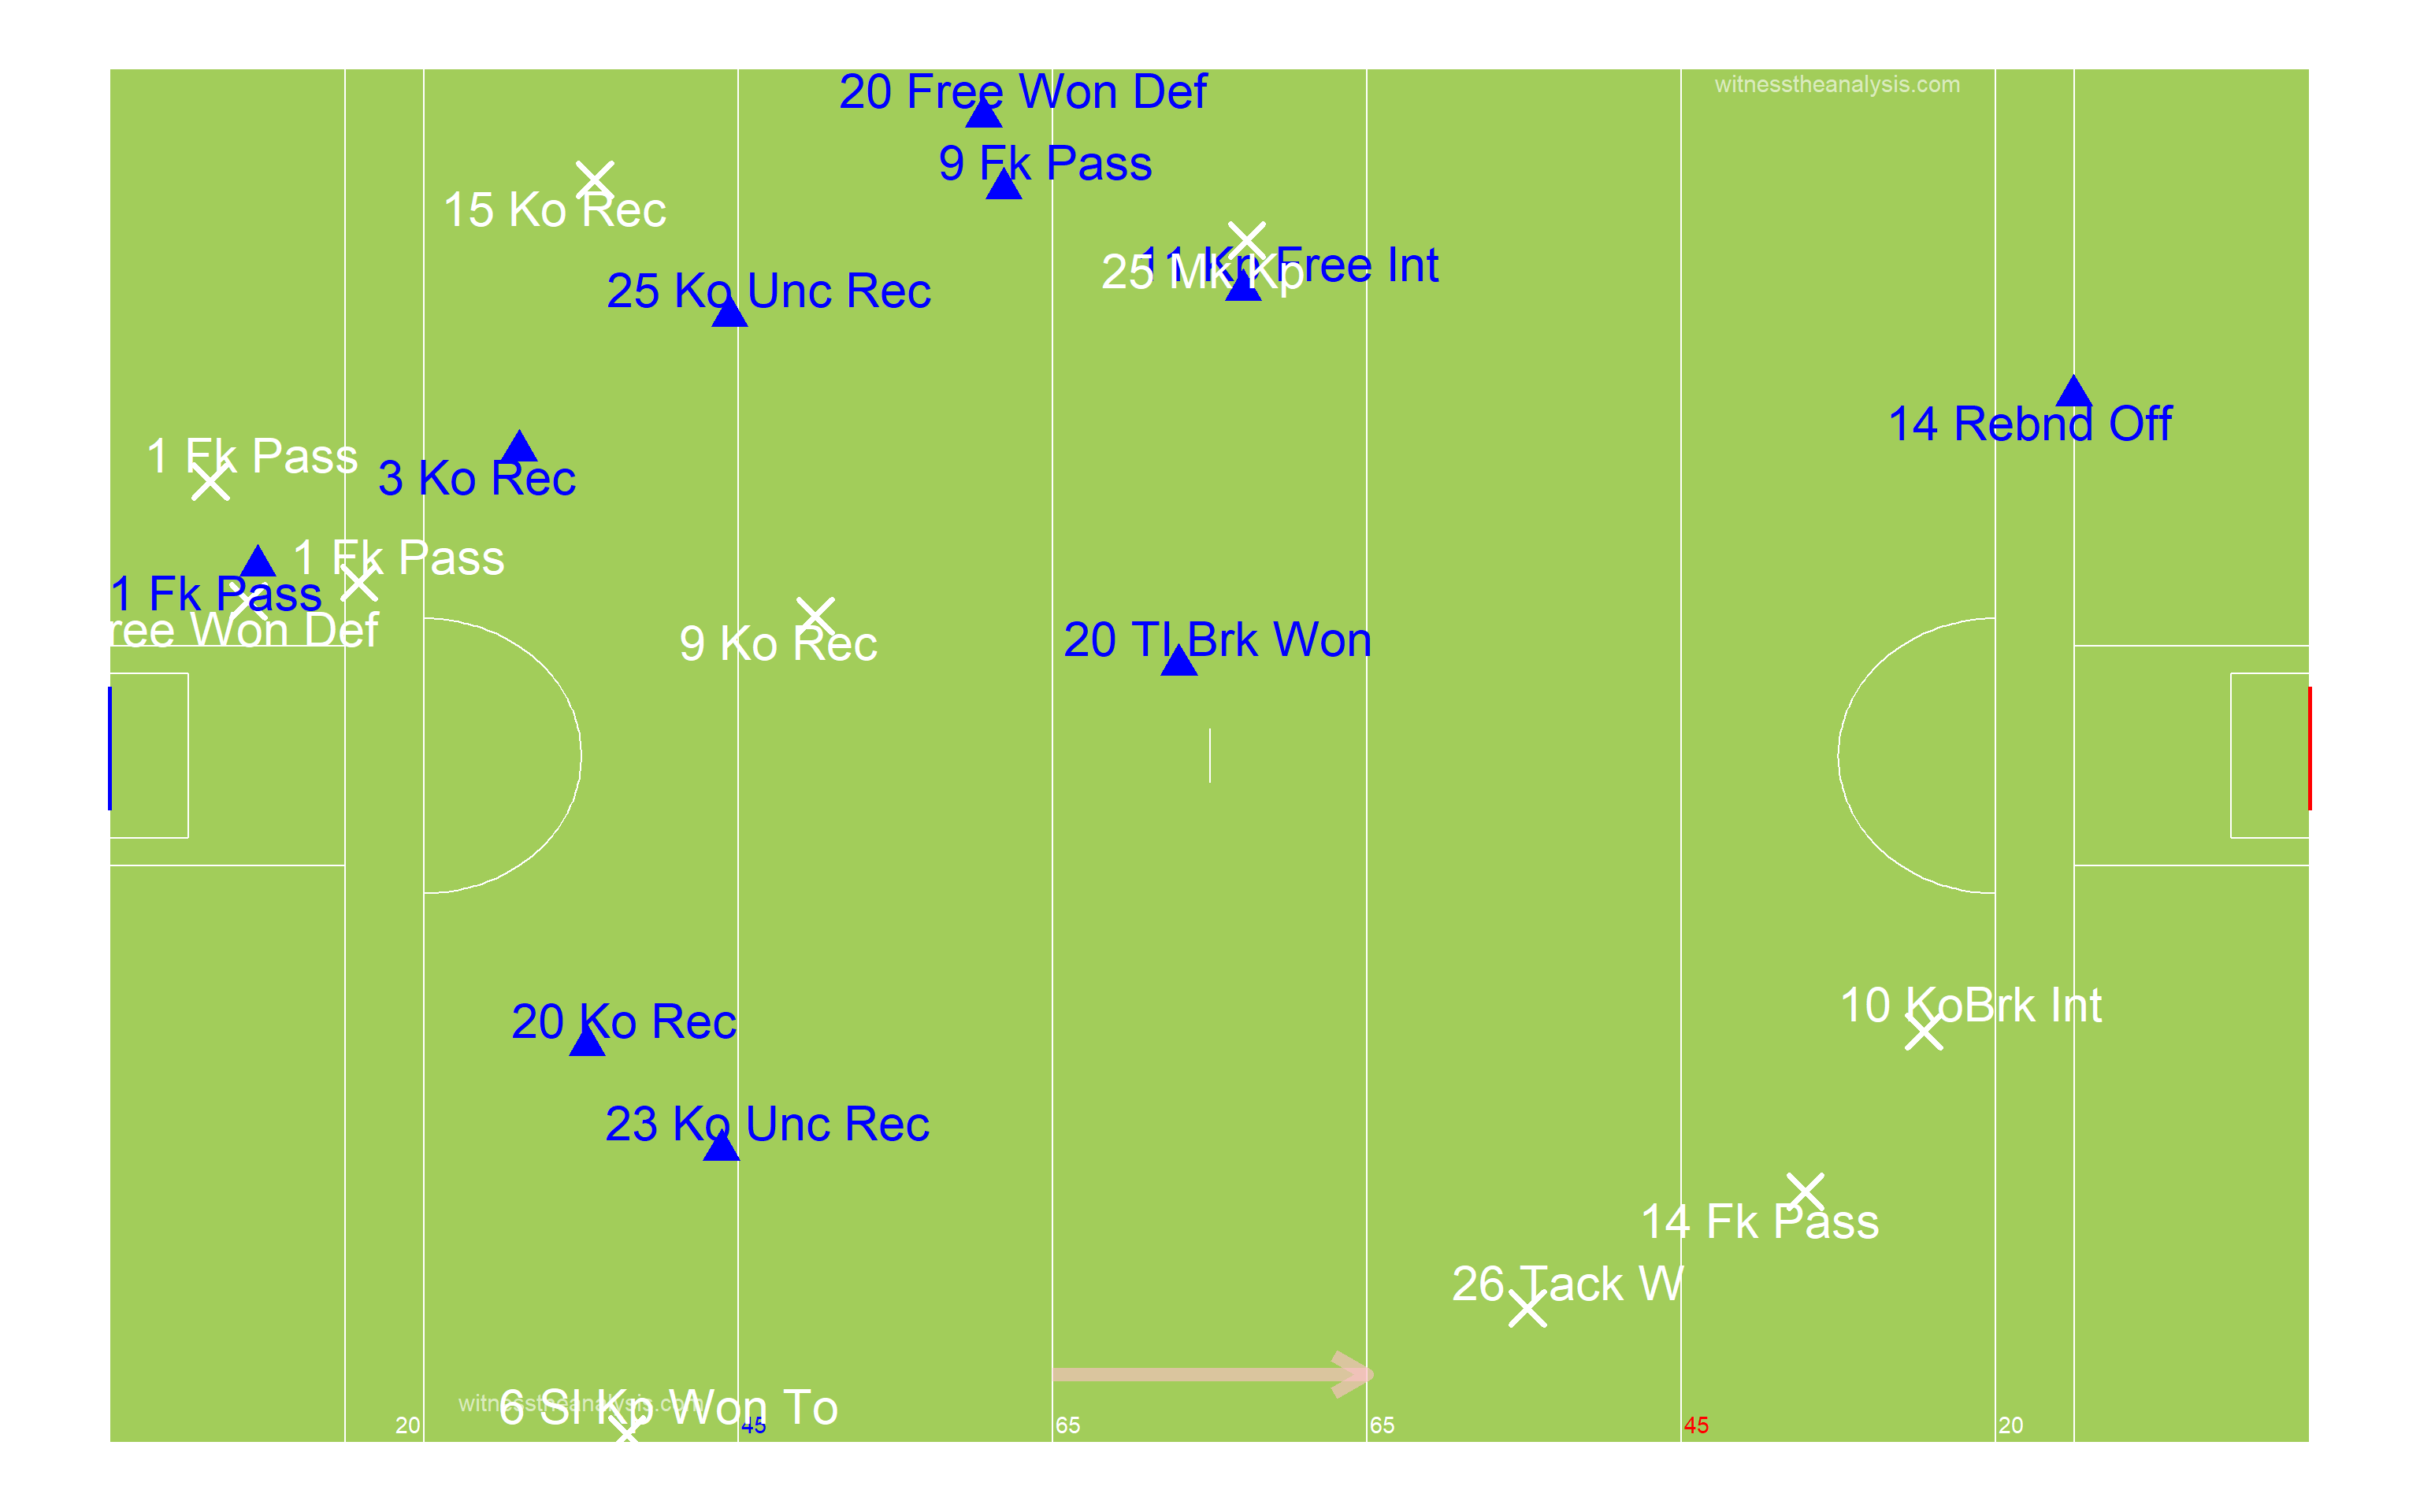 witnesstheanalysis.com
20 Free Won Def
9 Fk Pass
15 Ko Rec
11 Free Int
25 Mk Kp
25 Ko Unc Rec
14 Rebnd Off
1 Fk Pass
3 Ko Rec
1 Fk Pass
1 Fk Pass
Won Def
9 Ko Rec
20 TI Brk Won
20 Ko Rec
10 KoBrk Int
23 Ko Unc Rec
14 Fk Pass
26 Tack W
witnesstheanalysis.com
6 Sl Kp Won To
20
45
65
65
45
20